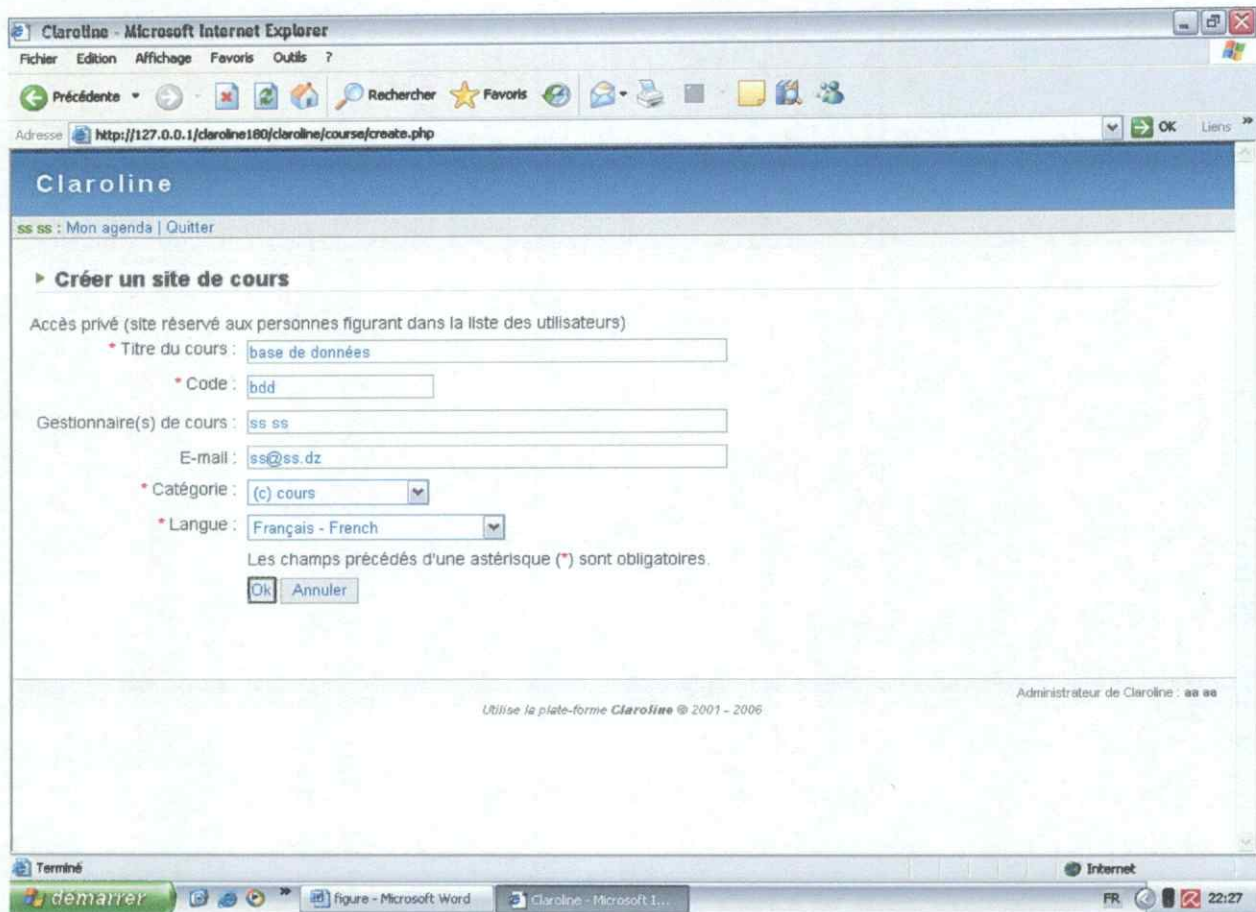 Claroline - Microsoft Internet Explorer
Fichier Edition Affichage Favoris Outils ?
Précédente Rechercher Favoris
Adresse http://127.0.0.1/claroline180/claroline/course/create.php OK Liens »
Claroline
ss ss : Mon agenda | Quitter
Créer un site de cours
Accès privé (site réservé aux personnes figurant dans la liste des utilisateurs)
* Titre du cours : base de données
* Code : bdd
Gestionnaire(s) de cours : ss ss
E-mail : ss@ss.dz
* Catégorie : (c) cours
* Langue : Français - French
Les champs précédés d'une astérisque (*) sont obligatoires.
Ok Annuler
Administrateur de Claroline : aa aa
Utilise la plate-forme Claroline © 2001 - 2006
Terminé Internet
démarrer » figure - Microsoft Word Claroline - Microsoft I... FR 22:27